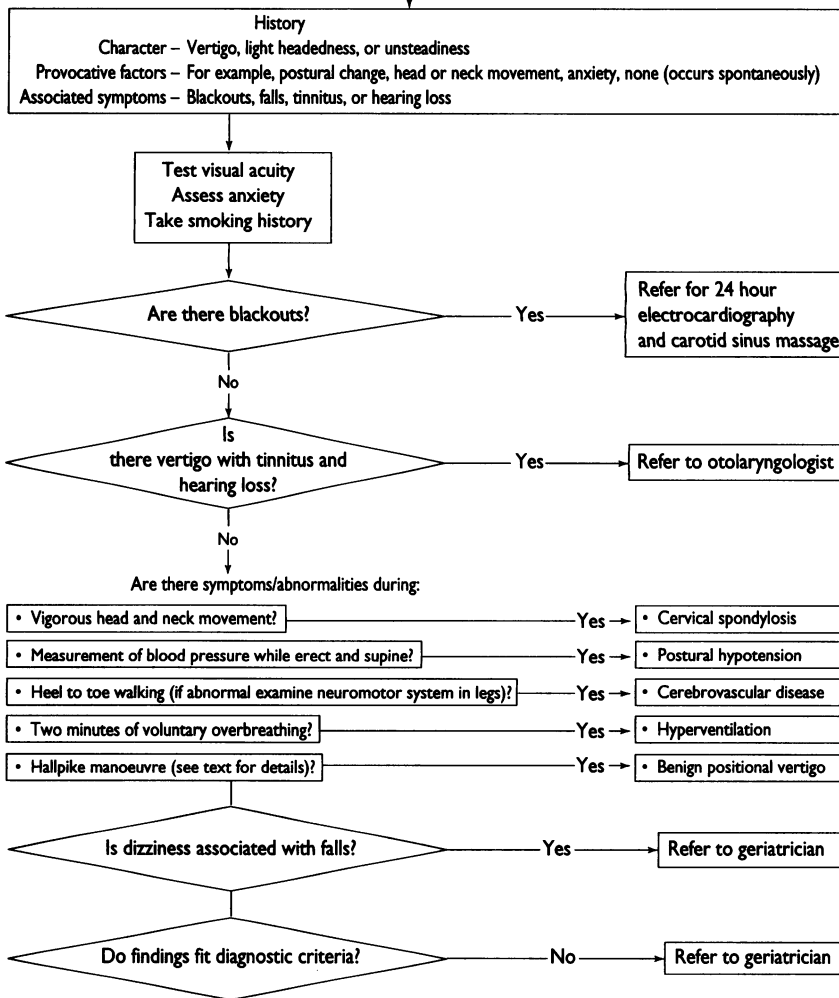 History
Character – Vertigo, light headedness, or unsteadiness
Provocative factors – For example, postural change, head or neck movement, anxiety, none (occurs spontaneously)
Associated symptoms – Blackouts, falls, tinnitus, or hearing loss
Test visual acuity
Assess anxiety
Take smoking history
Are there blackouts?
Yes
Refer for 24 hour
electrocardiography
and carotid sinus massage
No
Is
there vertigo with tinnitus and
hearing loss?
Yes
Refer to otolaryngologist
No
Are there symptoms/abnormalities during:
• Vigorous head and neck movement? Yes • Cervical spondylosis
• Measurement of blood pressure while erect and supine? Yes • Postural hypotension
• Heel to toe walking (if abnormal examine neuromotor system in legs)? Yes • Cerebrovascular disease
• Two minutes of voluntary overbreathing? Yes • Hyperventilation
• Hallpike manoeuvre (see text for details)? Yes • Benign positional vertigo
Is dizziness associated with falls? Yes Refer to geriatrician
Do findings fit diagnostic criteria? No Refer to geriatrician